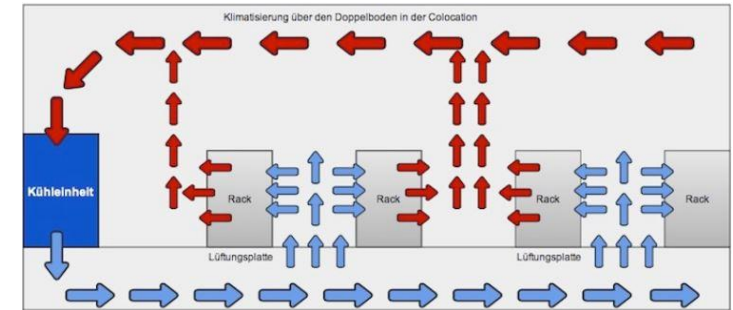 Klimatisierung über den Doppelboden in der Colocation
Kühleinheit
Rack
Rack
Rack
Rack
Lüftungsplatte
Lüftungsplatte